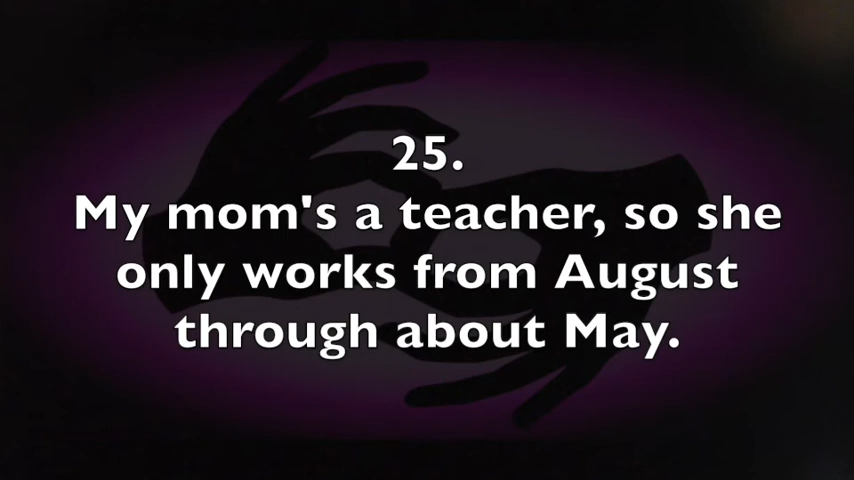 25.
My mom's a teacher, so she
only works from August
through about May.